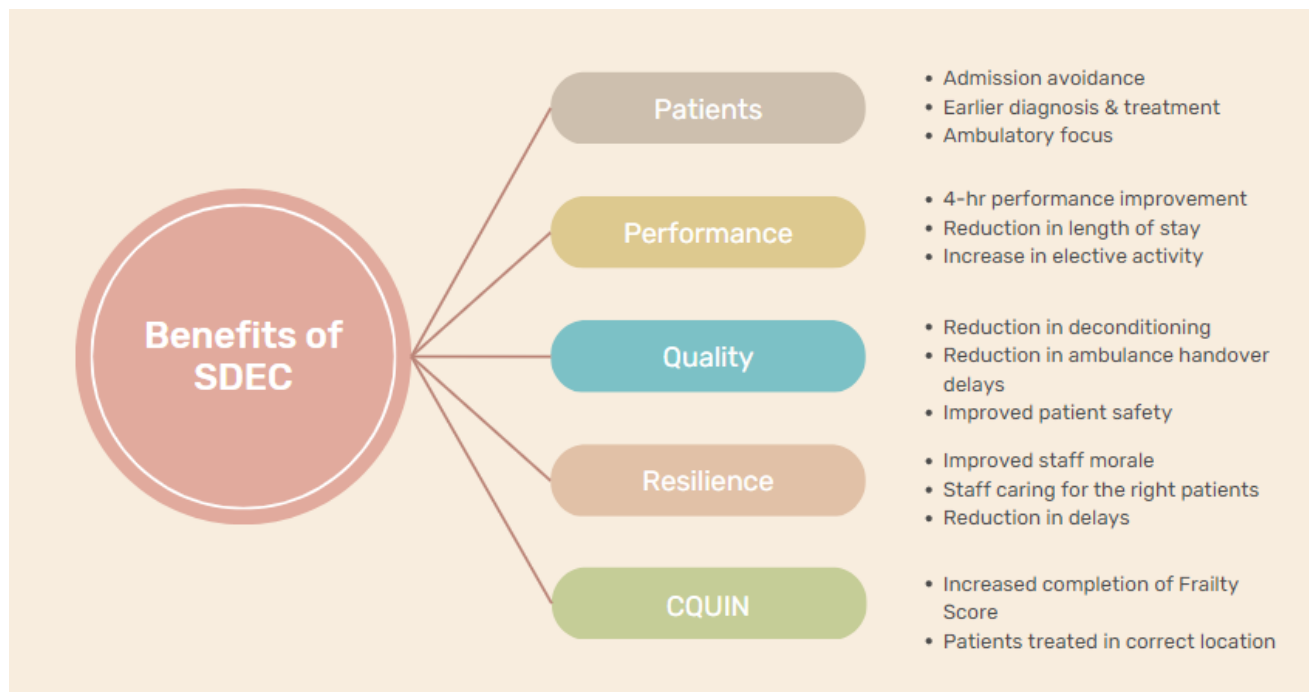 Benefits of
SDEC
Patients
• Admission avoidance
• Earlier diagnosis & treatment
• Ambulatory focus
Performance
• 4-hr performance improvement
• Reduction in length of stay
• Increase in elective activity
Quality
• Reduction in deconditioning
• Reduction in ambulance handover
delays
• Improved patient safety
Resilience
• Improved staff morale
• Staff caring for the right patients
• Reduction in delays
CQUIN
• Increased completion of Frailty
Score
• Patients treated in correct location